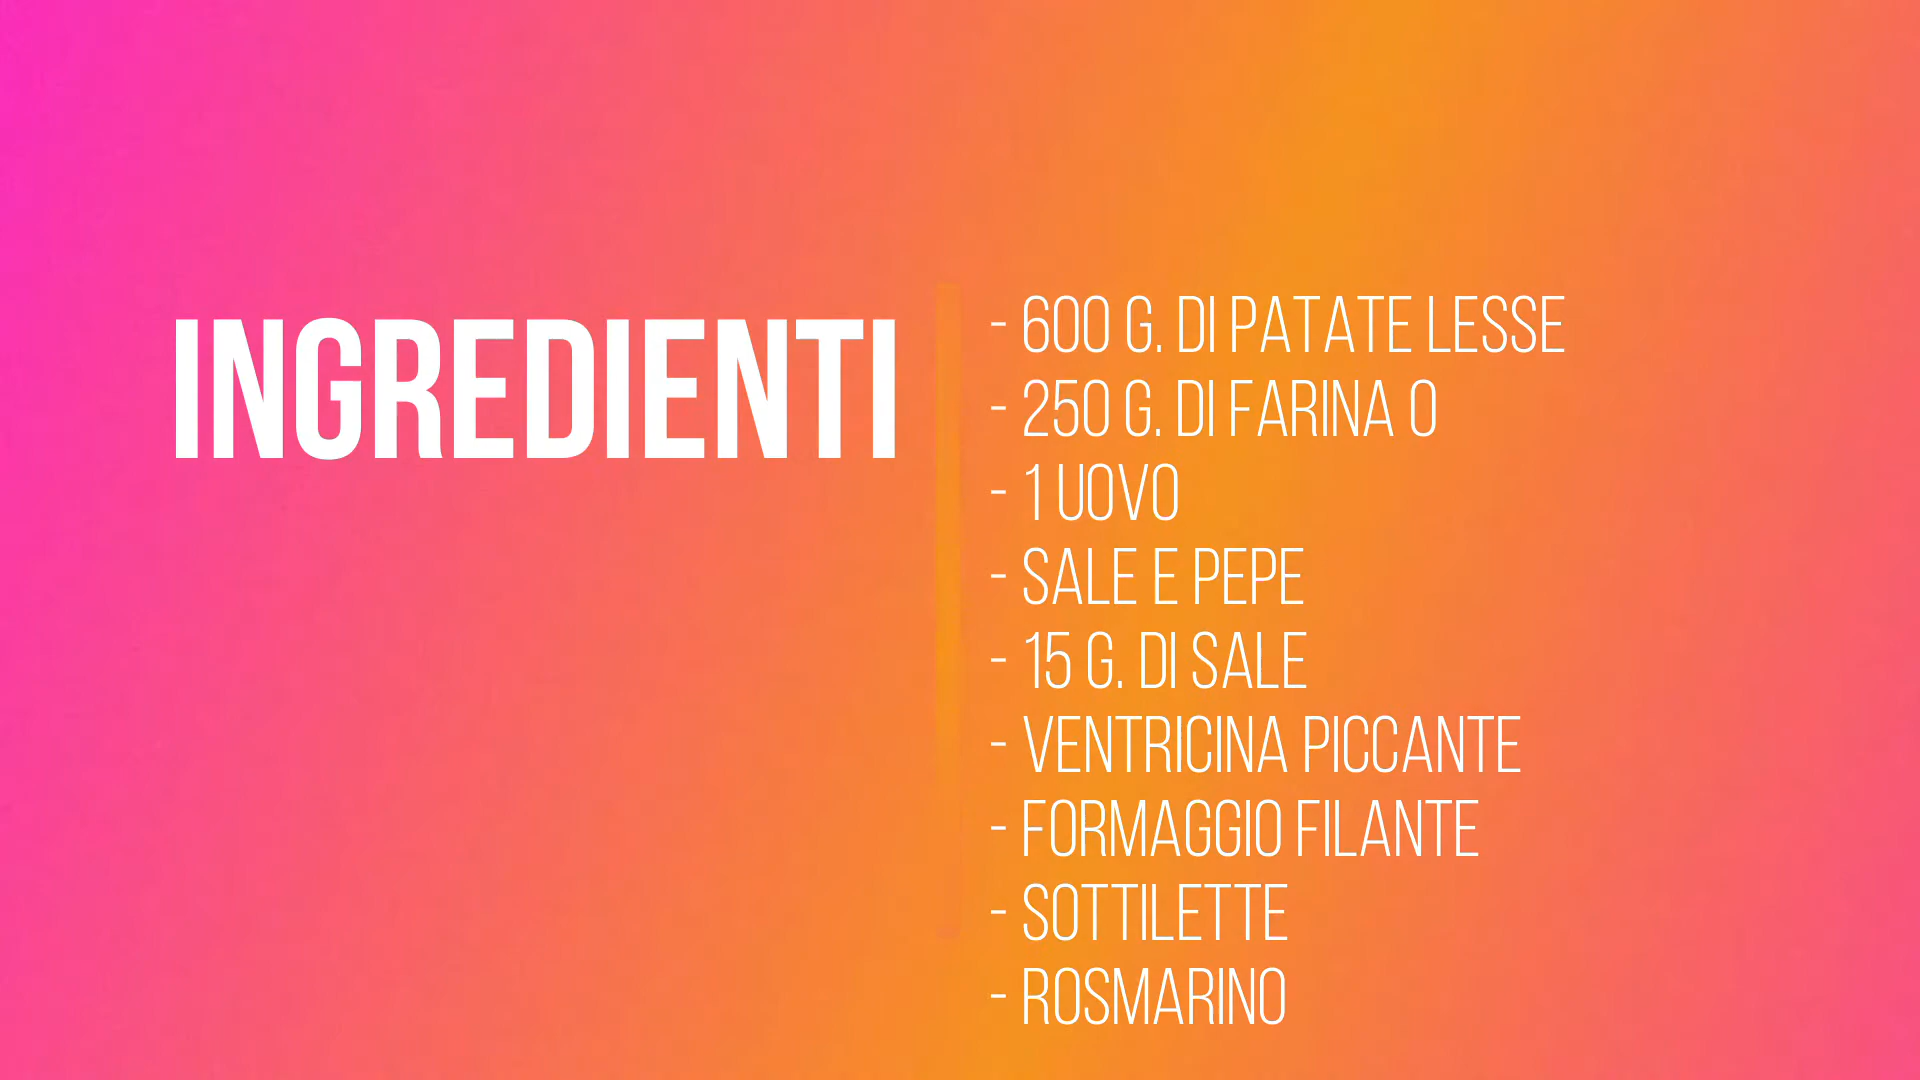 INGREDIENTI
- 600 G. DI PATATE LESSE
- 250 G. DI FARINA 0
- 1 UOVO
- SALE E PEPE
- 15 G. DI SALE
- VENTRICINA PICCANTE
- FORMAGGIO FILANTE
- SOTTILETTE
- ROSMARINO